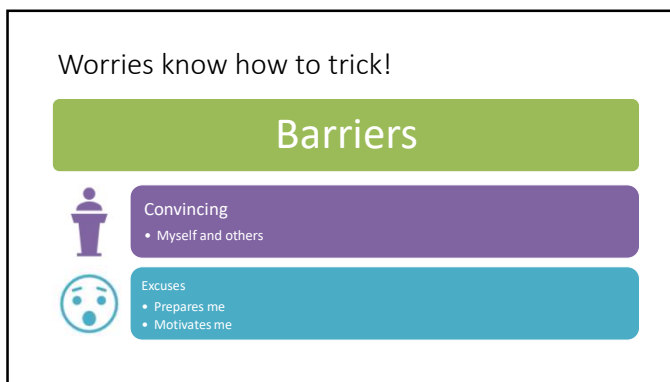 Worries know how to trick!
Barriers
Convincing
• Myself and others
Excuses
• Prepares me
• Motivates me